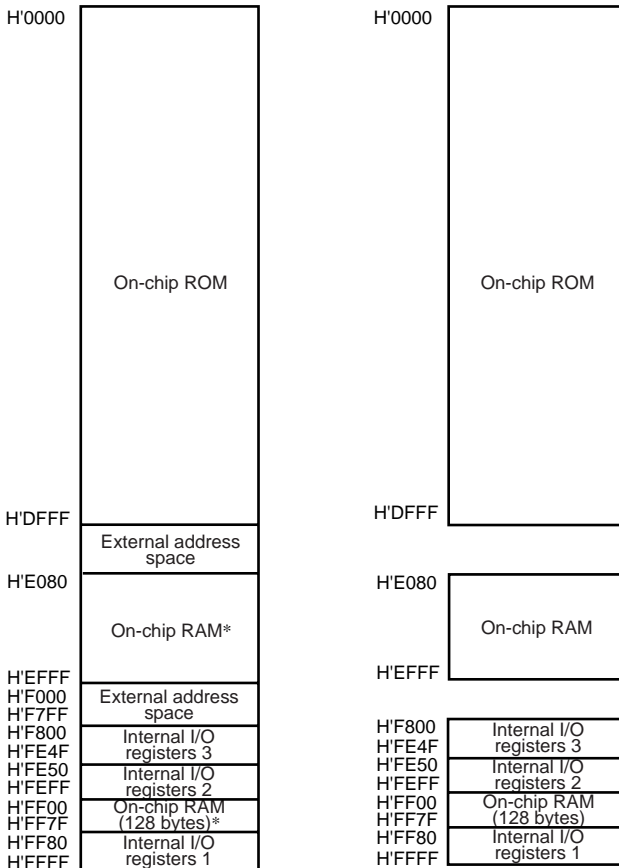 H'0000
On-chip ROM
H'DFFF
External address
space
H'E080
On-chip RAM*
H'EFFF
H'F000
External address
space
H'F7FF
H'F800
Internal I/O
registers 3
H'FE4F
H'FE50
Internal I/O
registers 2
H'FEFF
H'FF00
On-chip RAM
(128 bytes)*
H'FF7F
H'FF80
Internal I/O
registers 1
H'FFFF
H'0000
On-chip ROM
H'DFFF
H'E080
On-chip RAM
H'EFFF
H'F800
Internal I/O
registers 3
H'FE4F
H'FE50
Internal I/O
registers 2
H'FEFF
H'FF00
On-chip RAM
(128 bytes)
H'FF7F
H'FF80
Internal I/O
registers 1
H'FFFF